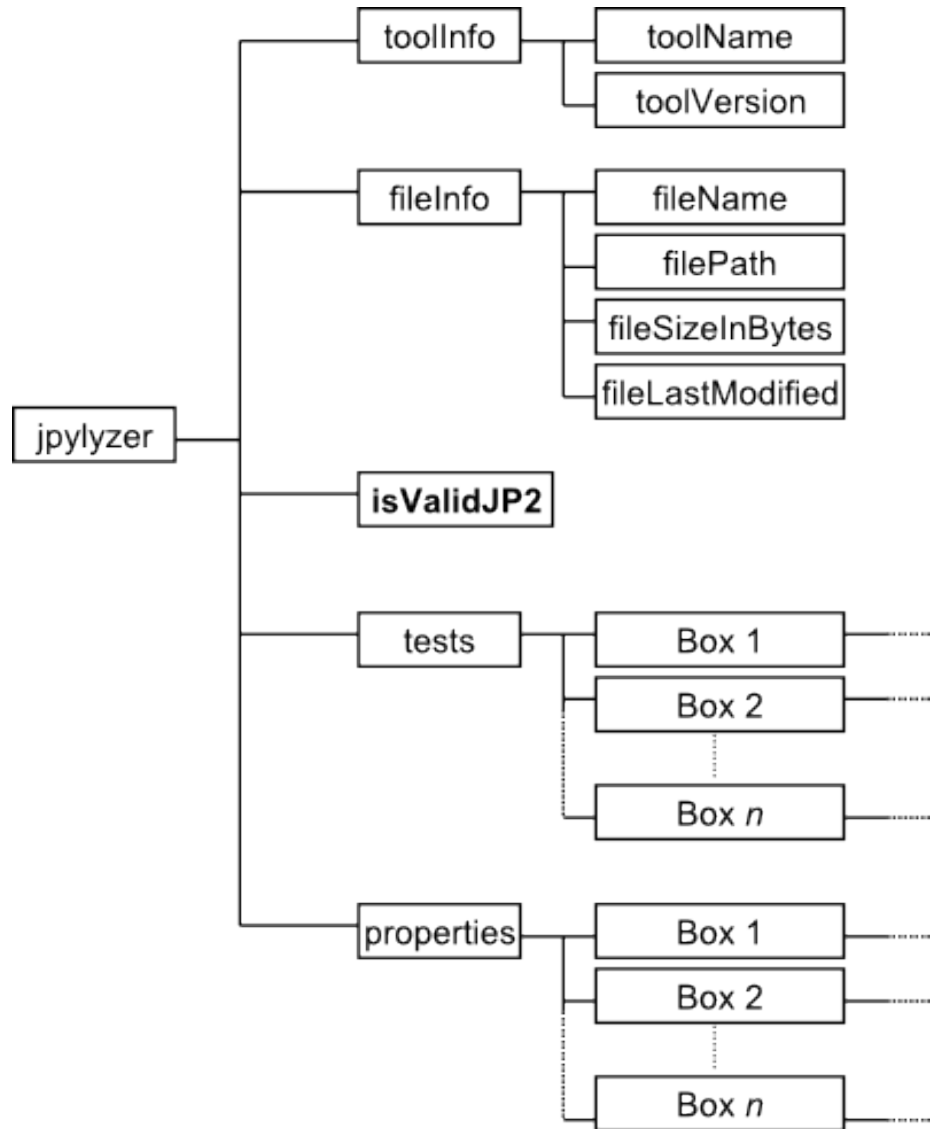 toolInfo
toolName
toolVersion
fileInfo
fileName
filePath
fileSizeInBytes
fileLastModified
jpylyzer
isValidJP2
tests
Box 1
Box 2
Box n
properties
Box 1
Box 2
Box n